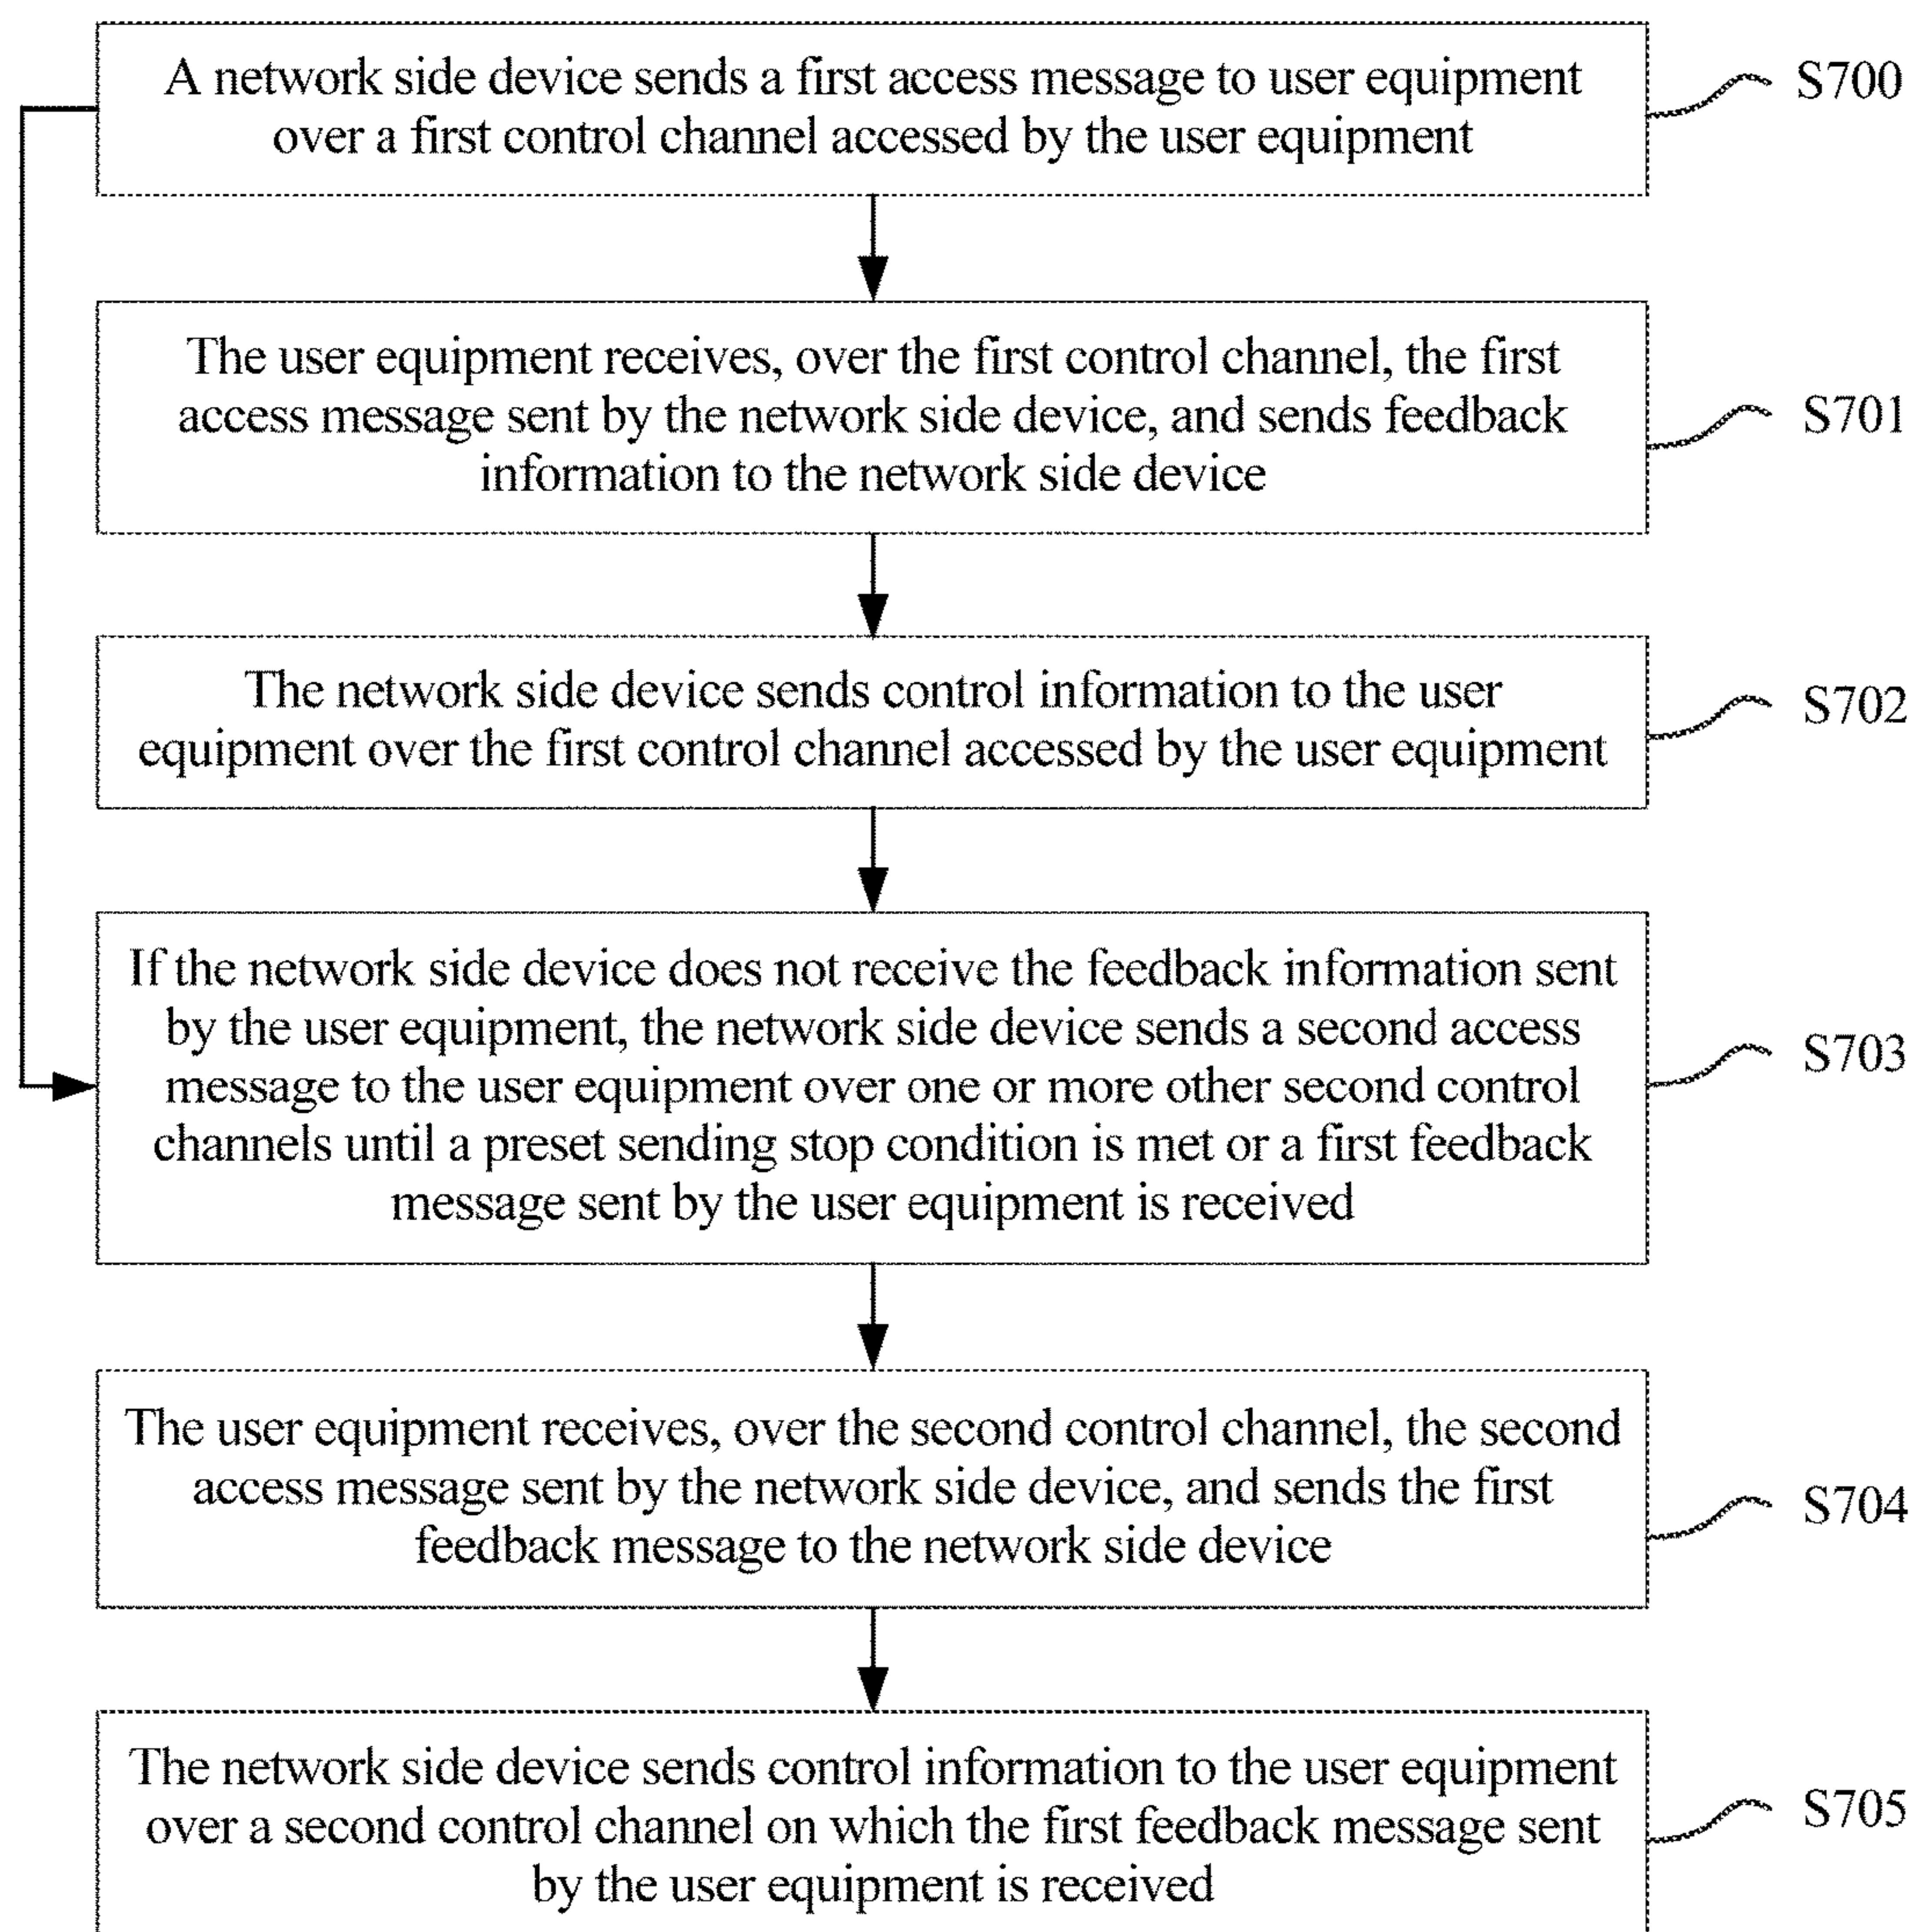 A network side device sends a first access message to user equipment
over a first control channel accessed by the user equipment
S700
The user equipment receives, over the first control channel, the first
access message sent by the network side device, and sends feedback
information to the network side device
S701
The network side device sends control information to the user
equipment over the first control channel accessed by the user equipment
S702
If the network side device does not receive the feedback information sent
by the user equipment, the network side device sends a second access
message to the user equipment over one or more other second control
channels until a preset sending stop condition is met or a first feedback
message sent by the user equipment is received
S703
The user equipment receives, over the second control channel, the second
access message sent by the network side device, and sends the first
feedback message to the network side device
S704
The network side device sends control information to the user equipment
over a second control channel on which the first feedback message sent
by the user equipment is received
S705